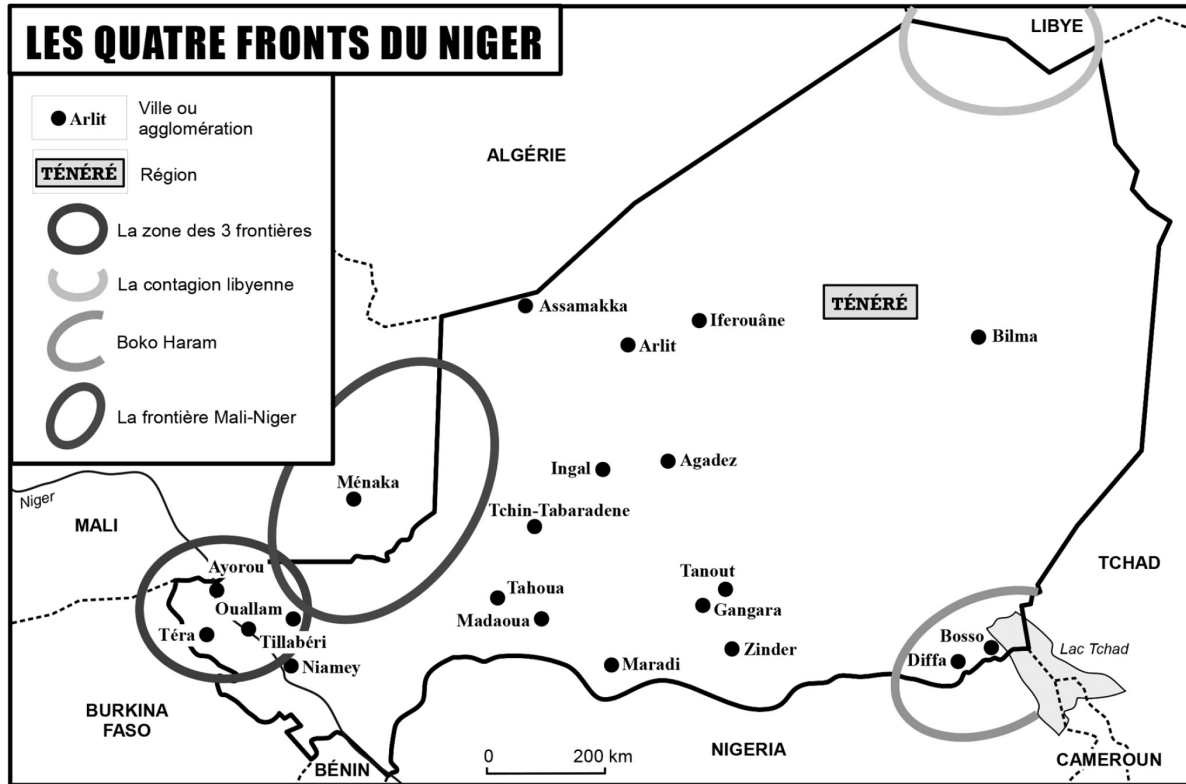 LES QUATRE FRONTS DU NIGER
Arlit
Ville ou
agglomération
TÉNÉRÉ
Région
La zone des 3 frontières
La contagion libyenne
Boko Haram
La frontière Mali-Niger
LIBYE
ALGÉRIE
TÉNÉRÉ
Assamakka
Iferouâne
Arlit
Bilma
Ingal
Agadez
Ménaka
Niger
Tchin-Tabaradene
MALI
TCHAD
Ayorou
Tanout
Tahoua
Gangara
Ouallam
Madaoua
Téra
Tillabéri
Bosso
Lac Tchad
Zinder
Diffa
Niamey
Maradi
BURKINA
FASO
0 200 km
NIGERIA
BÉNIN
CAMEROUN